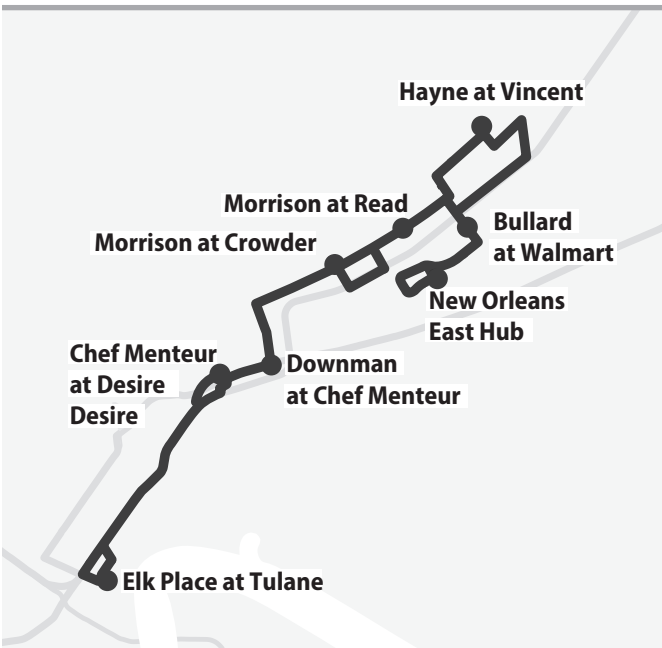 Hayne at Vincent
Morrison at Read
Bullard
at Walmart
Morrison at Crowder
New Orleans
East Hub
Chef Menteur
at Desire
Desire
Downman
at Chef Menteur
Elk Place at Tulane